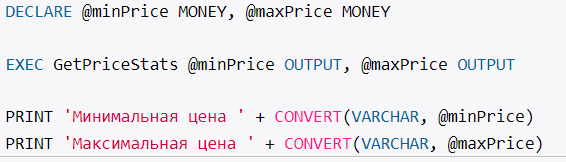 DECLARE @minPrice MONEY, @maxPrice MONEY
EXEC GetPriceStats @minPrice OUTPUT, @maxPrice OUTPUT
PRINT 'Минимальная цена ' + CONVERT(VARCHAR, @minPrice)
PRINT 'Максимальная цена ' + CONVERT(VARCHAR, @maxPrice)